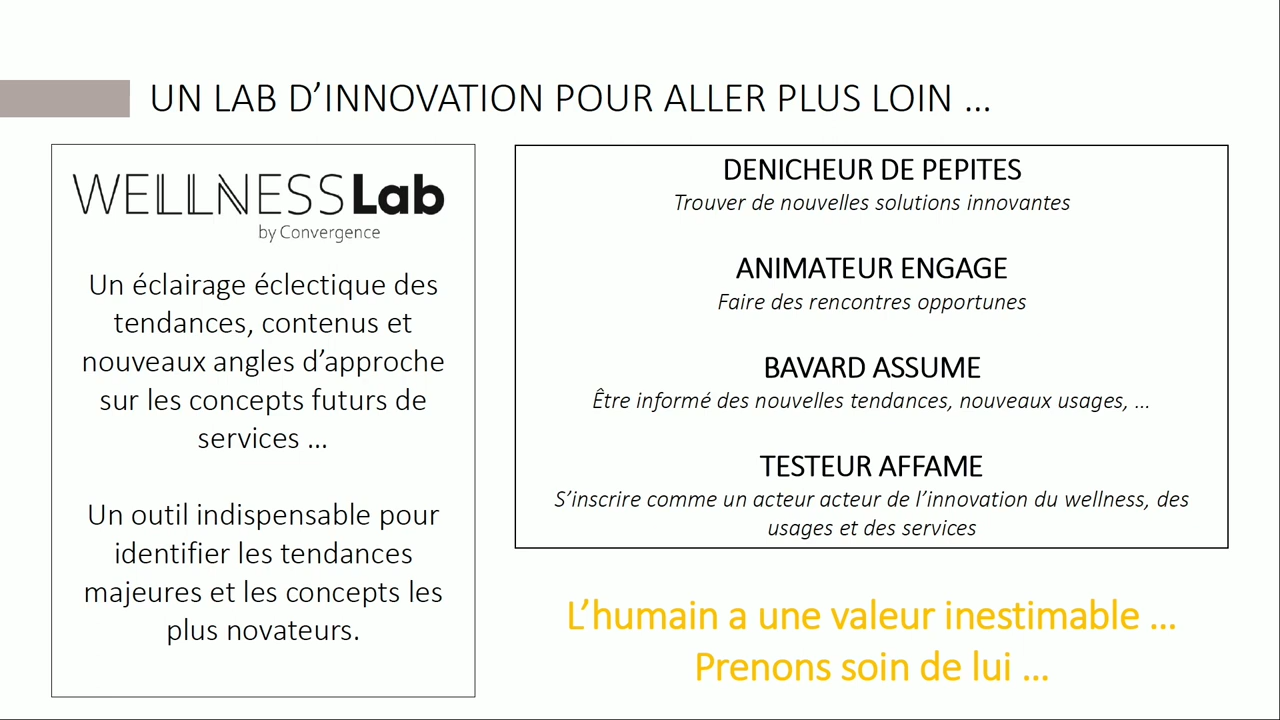 UN LAB D’INNOVATION POUR ALLER PLUS LOIN …
WELLNESS Lab
by Convergence
Un éclairage éclectique des
tendances, contenus et
nouveaux angles d’approche
sur les concepts futurs de
services …
Un outil indispensable pour
identifier les tendances
majeures et les concepts les
plus novateurs.
DENICHEUR DE PEPITES
Trouver de nouvelles solutions innovantes
ANIMATEUR ENGAGE
Faire des rencontres opportunes
BAVARD ASSUME
Être informé des nouvelles tendances, nouveaux usages, …
TESTEUR AFFAME
S’inscrire comme un acteur acteur de l’innovation du wellness, des
usages et des services
L’humain a une valeur inestimable …
Prenons soin de lui …